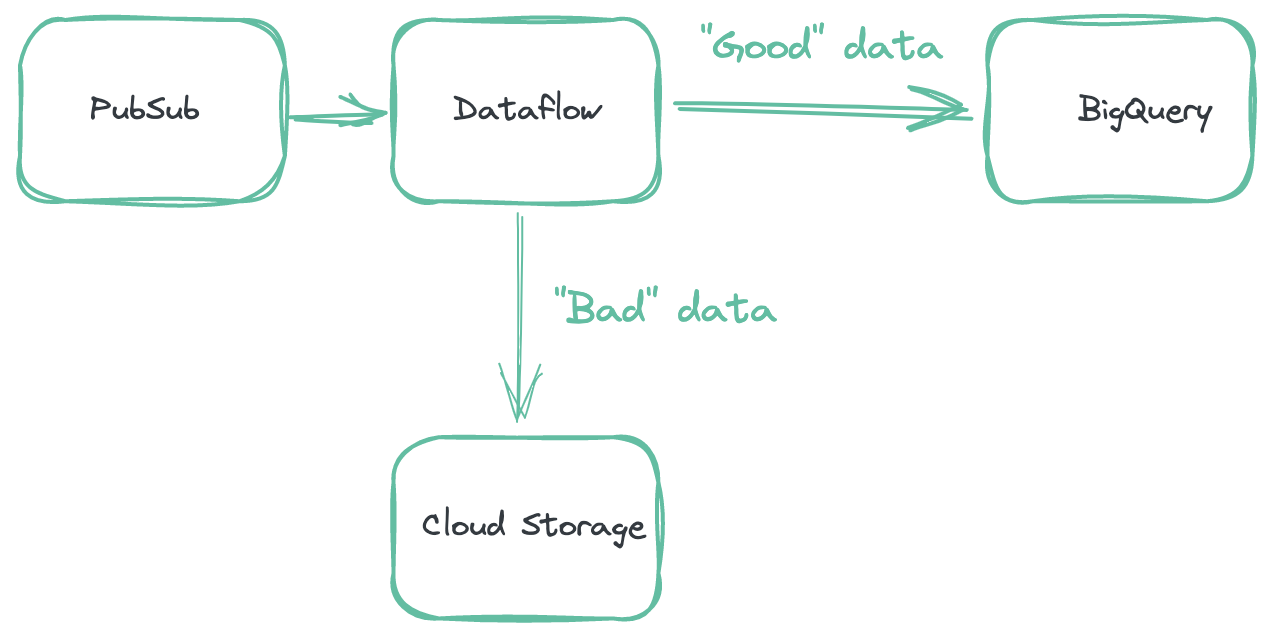 "Good" data
PubSub
Dataflow
BigQuery
"Bad" data
Cloud Storage